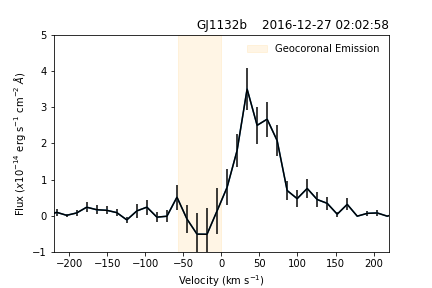 GJ1132b 2016-12-27 02:02:58
Geocoronal Emission
Flux (x10⁻¹⁴ erg s⁻¹ cm⁻² Å)
5
4
3
2
1
0
−1
−200 −150 −100 −50 0 50 100 150 200
Velocity (km s⁻¹)